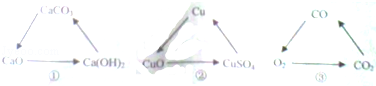 CaCO₃ Cu CO
CaO Ca(OH)₂ CuO CuSO₄ O₂ CO₂
① ② ③